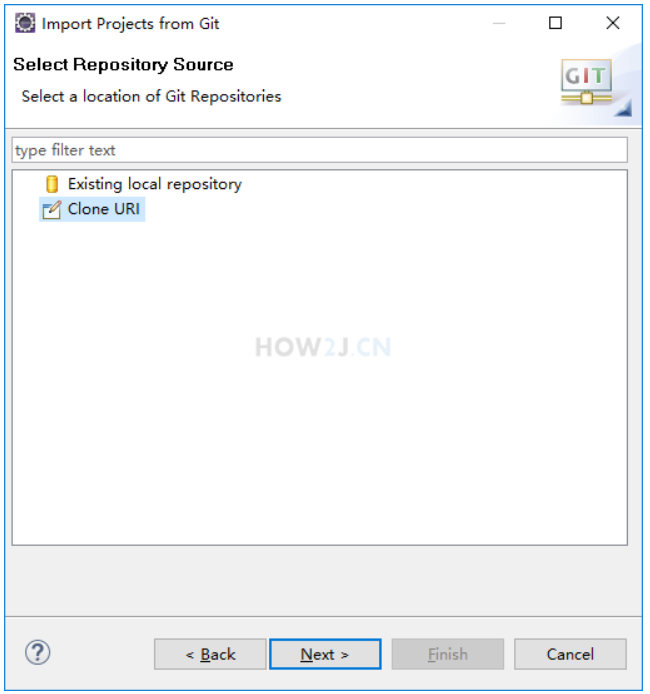 Import Projects from Git
Select Repository Source
Select a location of Git Repositories
GIT
type filter text
Existing local repository
Clone URI
HOW2J.CN
?
< Back
Next >
Finish
Cancel